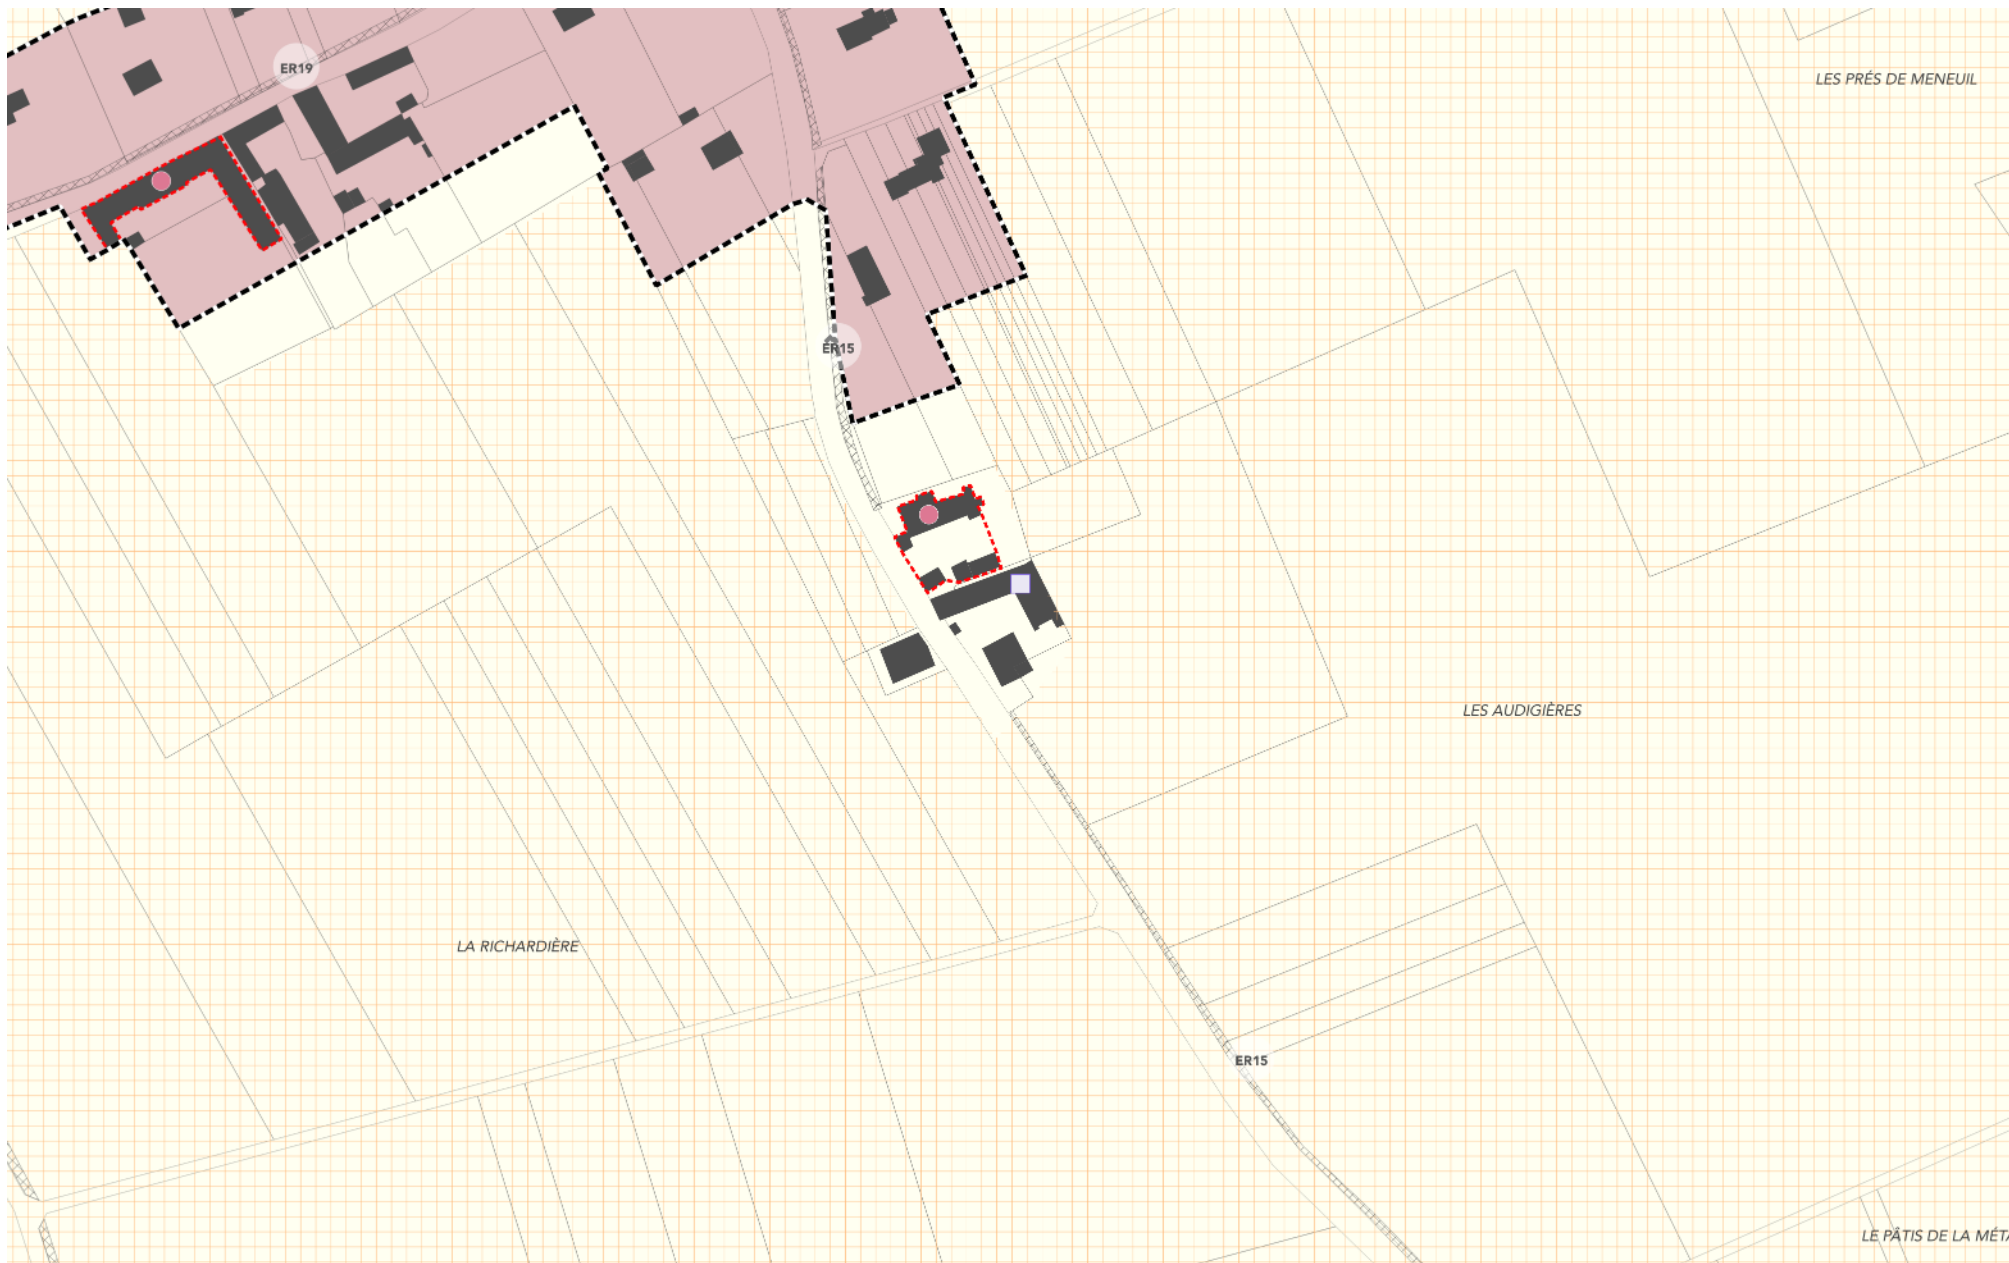 ER19
LES PRÉS DE MENEUIL
ER15
LES AUDIGIÈRES
LA RICHARDIÈRE
ER15
LE PÂTIS DE LA MÉTA